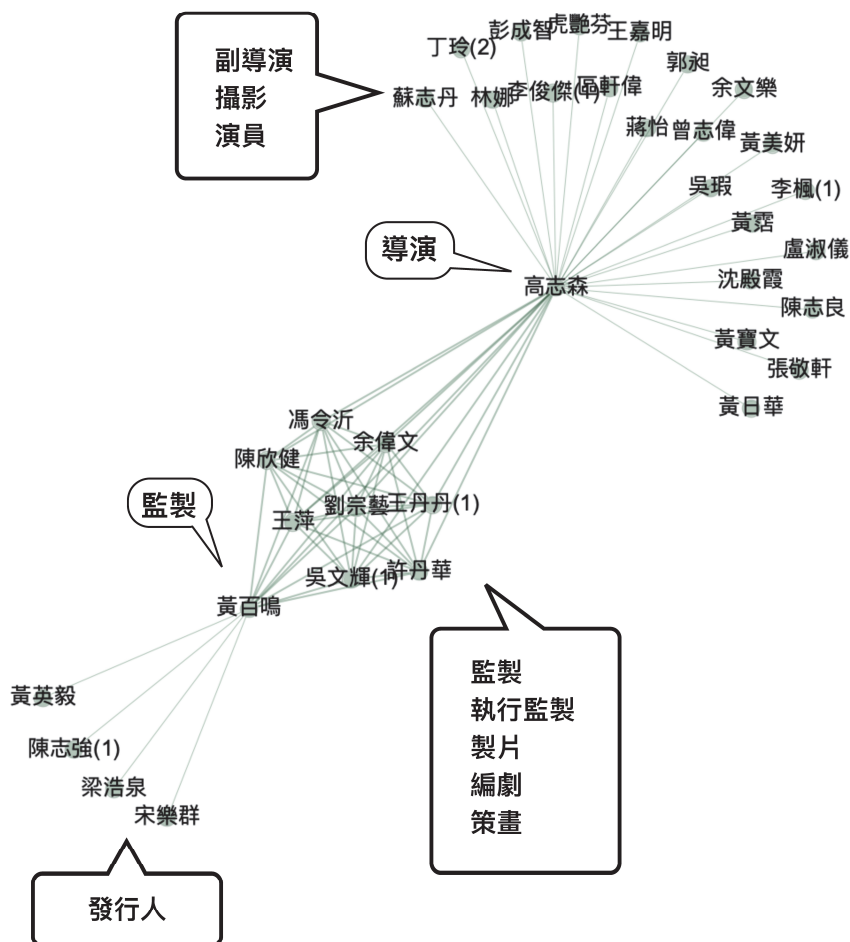 副導演
攝影
演員
丁玲(2)
彭成智
虎艷芬
王嘉明
郭昶
余文樂
蘇志丹
林娜
李俊傑(1)
區軒偉
蔣怡
曾志偉
黃美妍
吳瑕
李楓(1)
黃霑
盧淑儀
導演
高志森
沈殿霞
陳志良
黃寶文
張敬軒
黃日華
馮令沂
余偉文
陳欣健
監製
王萍
劉宗藝
王丹丹(1)
吳文輝(1)
許丹華
黃百鳴
監製
執行監製
製片
編劇
策畫
黃英毅
陳志強(1)
梁浩泉
宋樂群
發行人